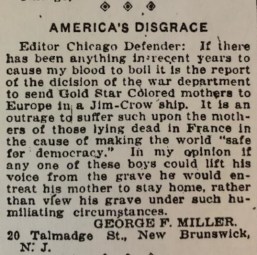 AMERICA'S DISGRACE
Editor Chicago Defender: If there
has been anything in recent years to
cause my blood to boil it is the report
of the dicision of the war department
to send Gold Star Colored mothers to
Europe in a Jim-Crow ship. It is an
outrage to suffer such upon the moth-
ers of those lying dead in France in
the cause of making the world "safe
for democracy." In my opinion if
any one of these boys could lift his
voice from the grave he would en-
treat his mother to stay home, rather
than view his grave under such hu-
miliating circumstances.
GEORGE F. MILLER.
20 Talmadge St., New Brunswick,
N. J.